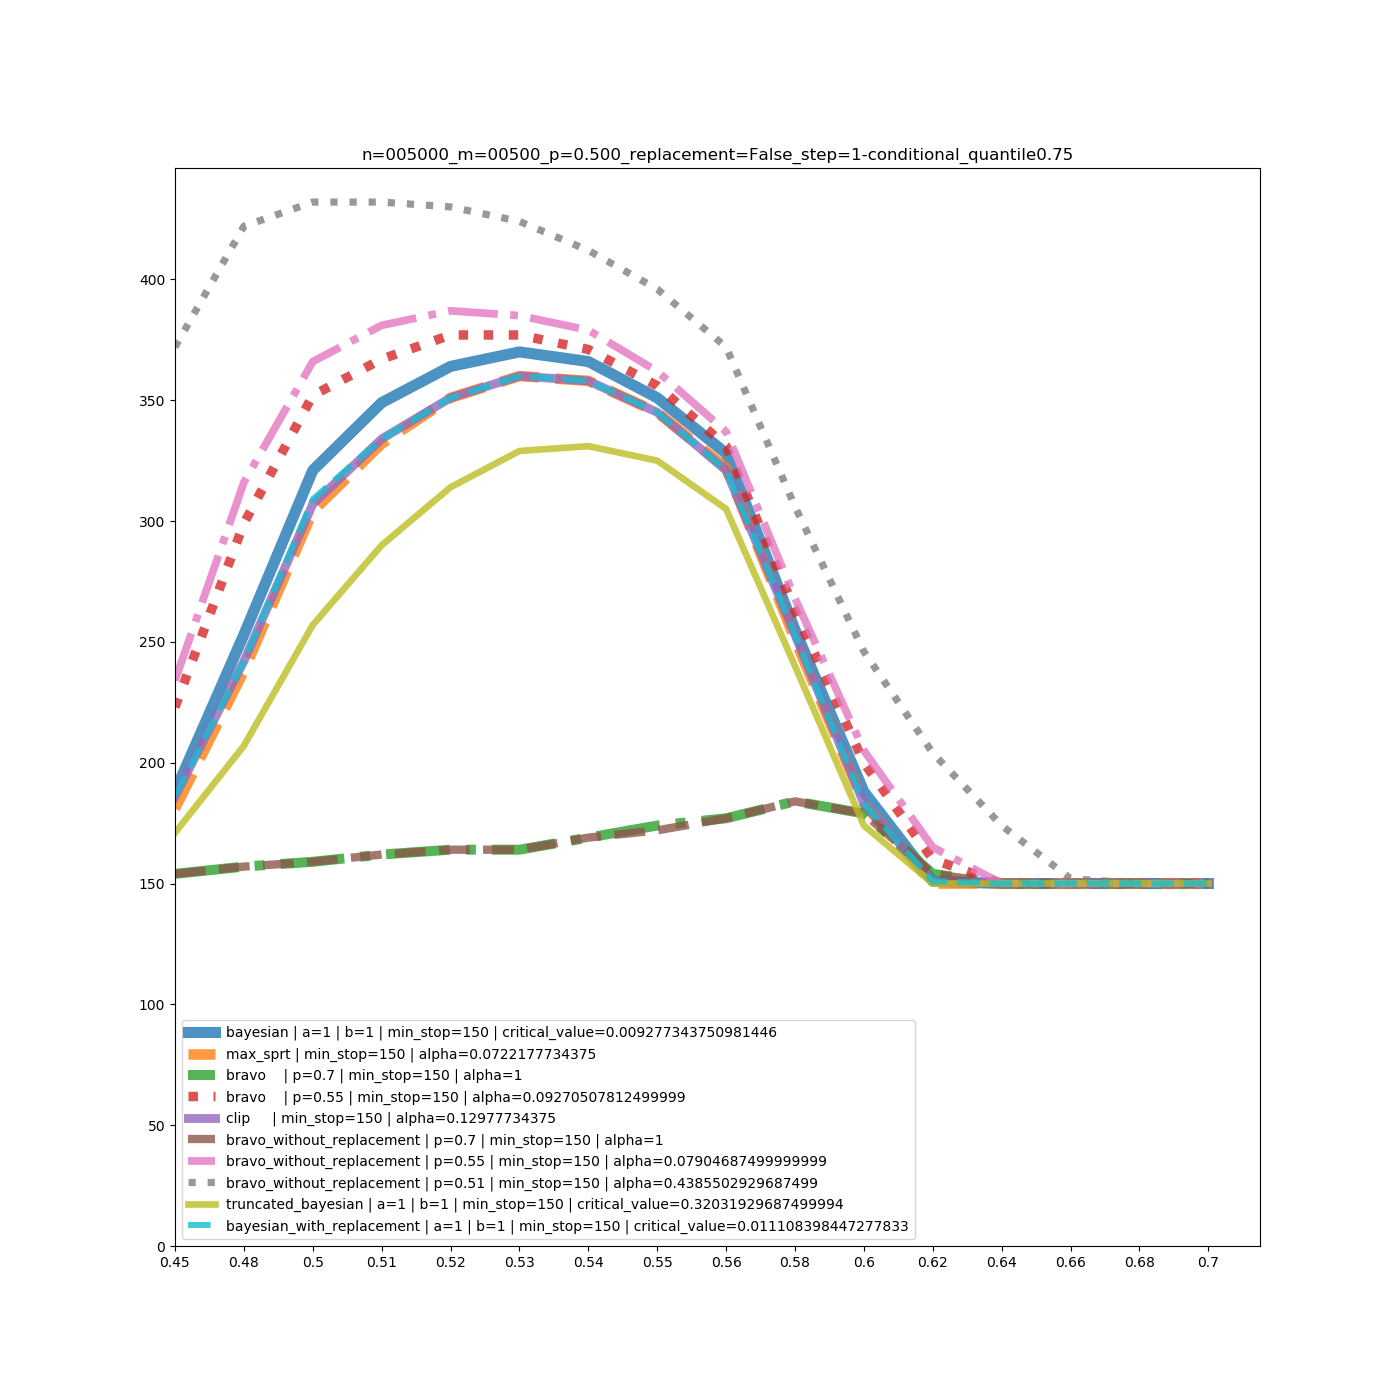 n=005000_m=00500_p=0.500_replacement=False_step=1-conditional_quantile0.75
400
350
300
250
200
150
100
50
0
bayesian | a=1 | b=1 | min_stop=150 | critical_value=0.009277343750981446
max_sprt | min_stop=150 | alpha=0.0722177734375
bravo | p=0.7 | min_stop=150 | alpha=1
bravo | p=0.55 | min_stop=150 | alpha=0.09270507812499999
clip | min_stop=150 | alpha=0.12977734375
bravo_without_replacement | p=0.7 | min_stop=150 | alpha=1
bravo_without_replacement | p=0.55 | min_stop=150 | alpha=0.07904687499999999
bravo_without_replacement | p=0.51 | min_stop=150 | alpha=0.4385502929687499
truncated_bayesian | a=1 | b=1 | min_stop=150 | critical_value=0.32031929687499994
bayesian_with_replacement | a=1 | b=1 | min_stop=150 | critical_value=0.011108398447277833
0.45 0.48 0.5 0.51 0.52 0.53 0.54 0.55 0.56 0.58 0.6 0.62 0.64 0.66 0.68 0.7